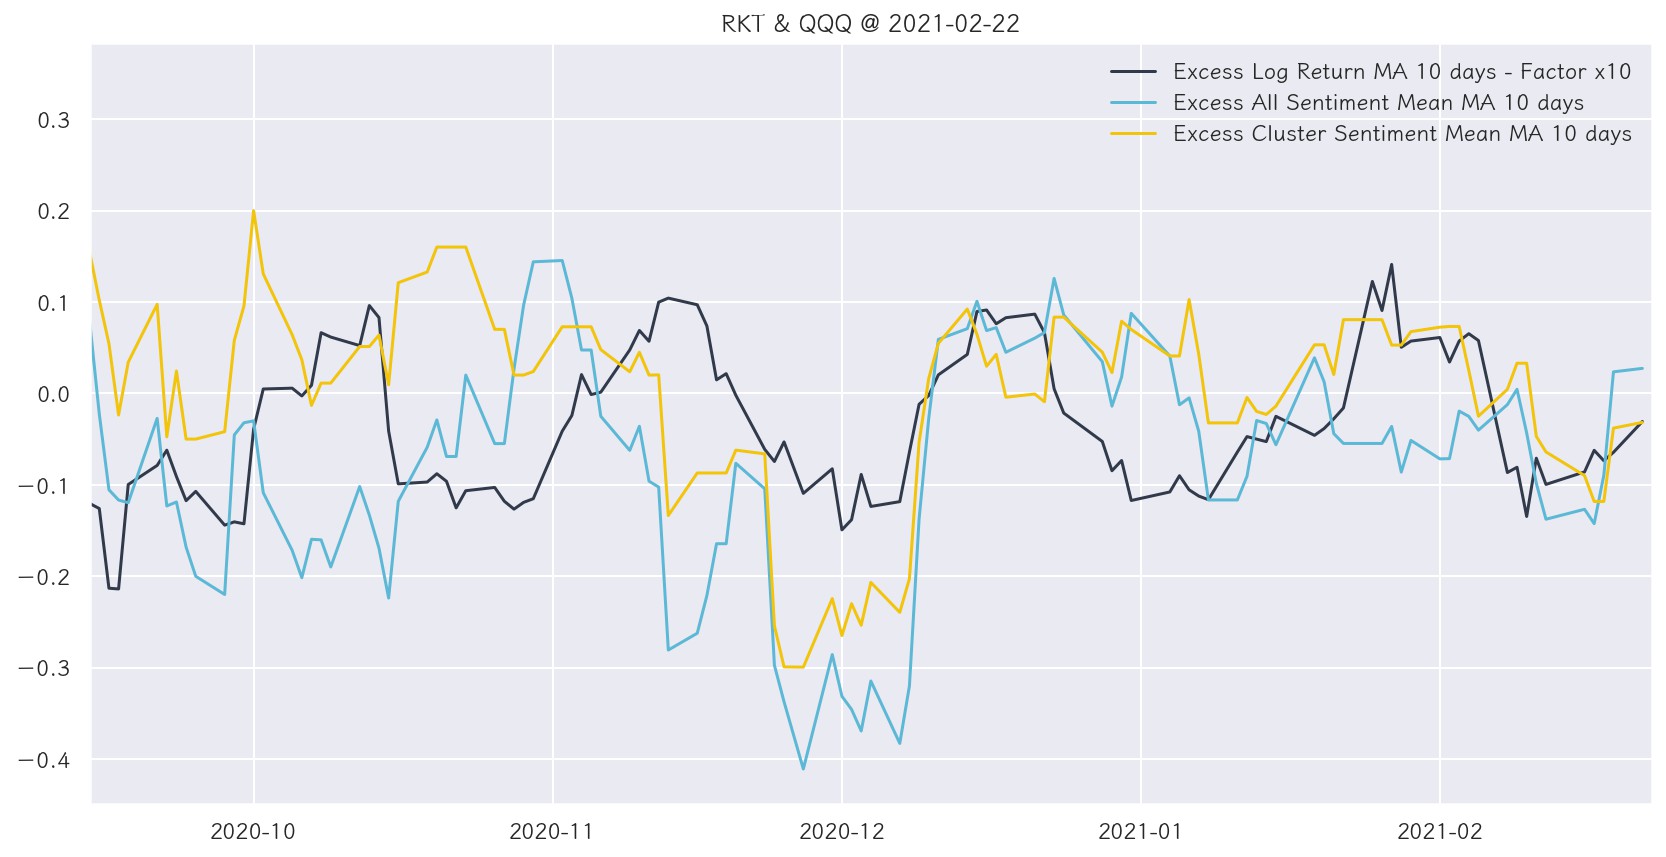 RKT & QQQ @ 2021-02-22
Excess Log Return MA 10 days - Factor x10
Excess All Sentiment Mean MA 10 days
Excess Cluster Sentiment Mean MA 10 days
0.3
0.2
0.1
0.0
−0.1
−0.2
−0.3
−0.4
2020-10 2020-11 2020-12 2021-01 2021-02